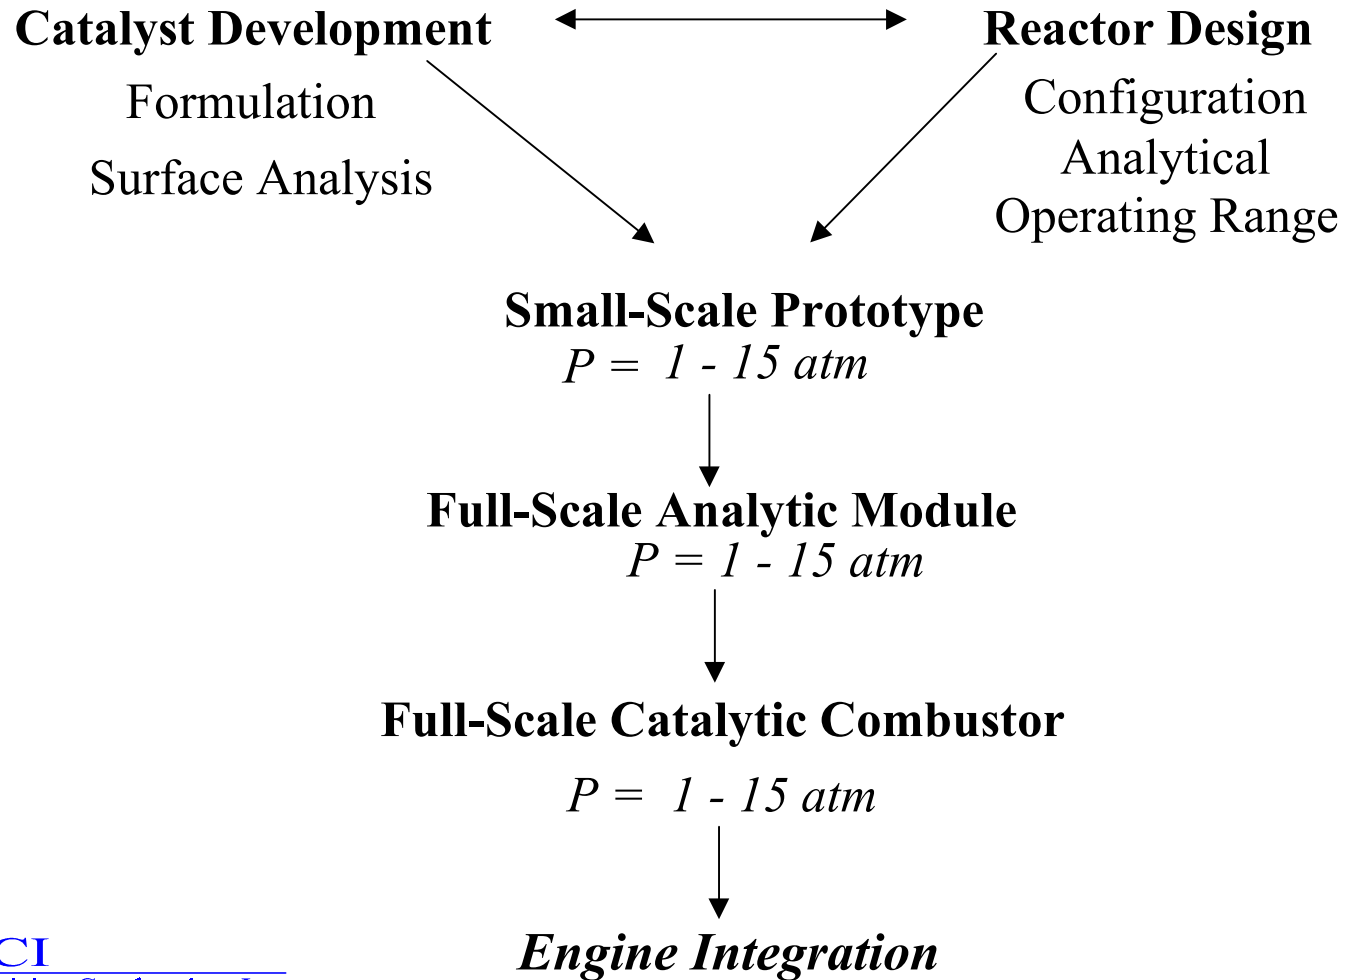 Catalyst Development
Reactor Design
Formulation
Surface Analysis
Configuration
Analytical
Operating Range
Small-Scale Prototype
P = 1 - 15 atm
Full-Scale Analytic Module
P = 1 - 15 atm
Full-Scale Catalytic Combustor
P = 1 - 15 atm
Engine Integration
CI